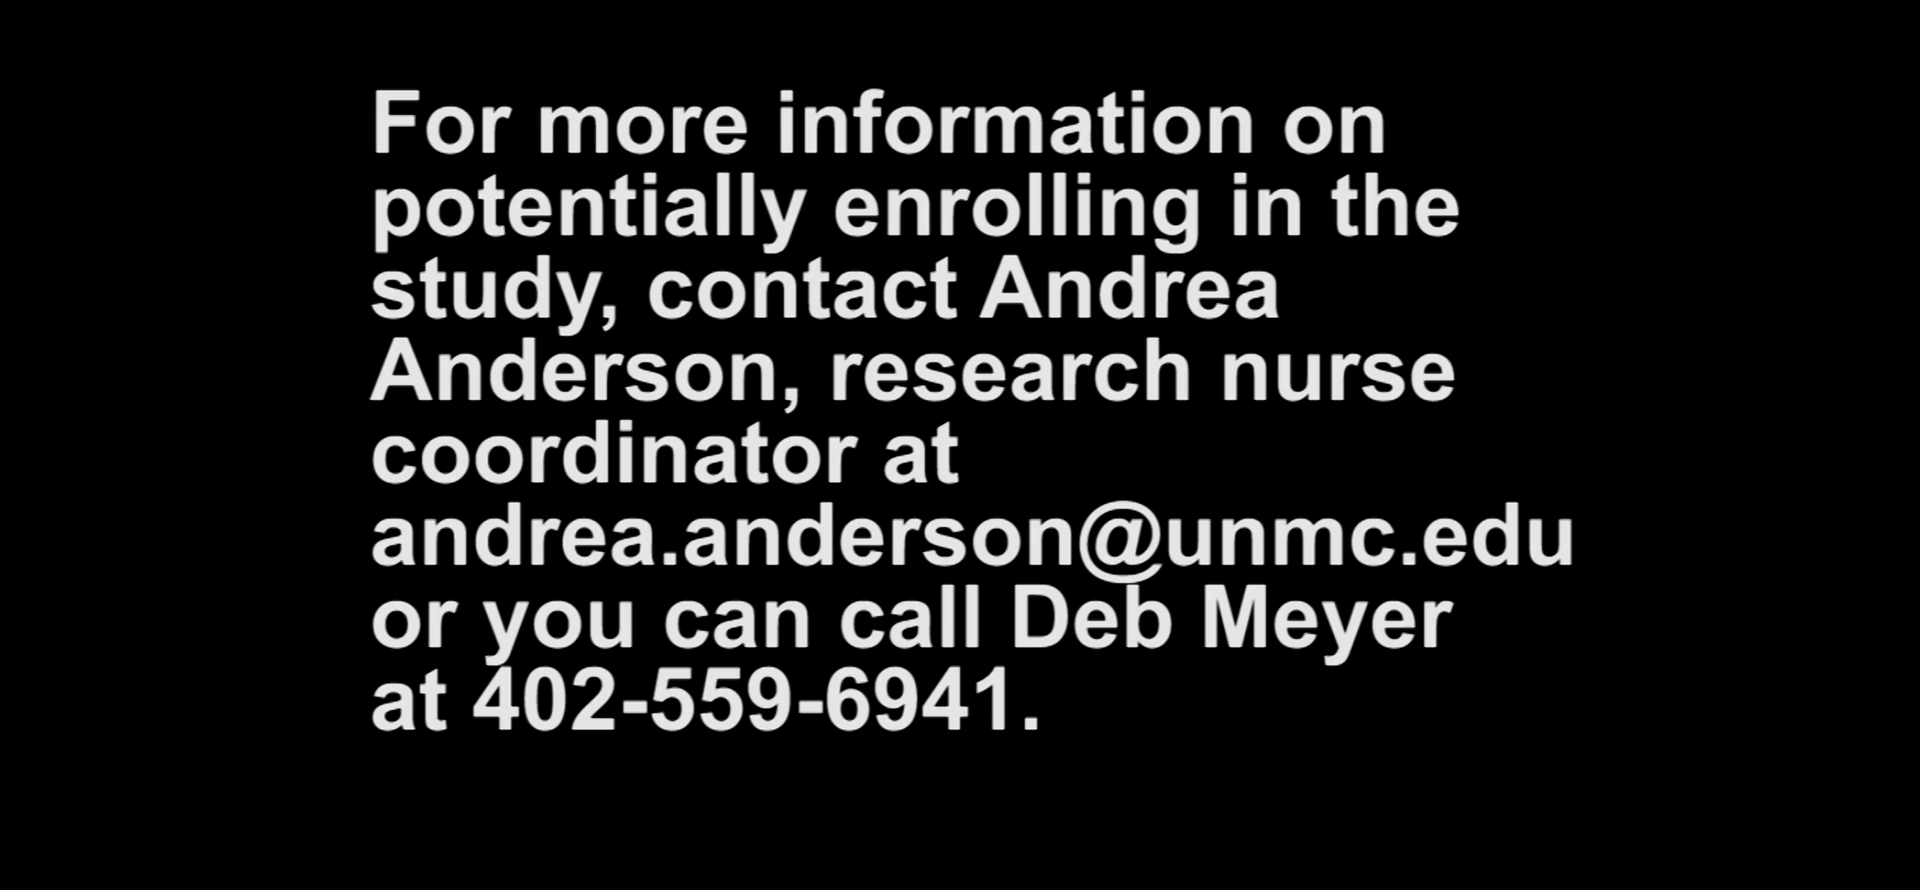 For more information on
potentially enrolling in the
study, contact Andrea
Anderson, research nurse
coordinator at
andrea.anderson@unmc.edu
or you can call Deb Meyer
at 402-559-6941.